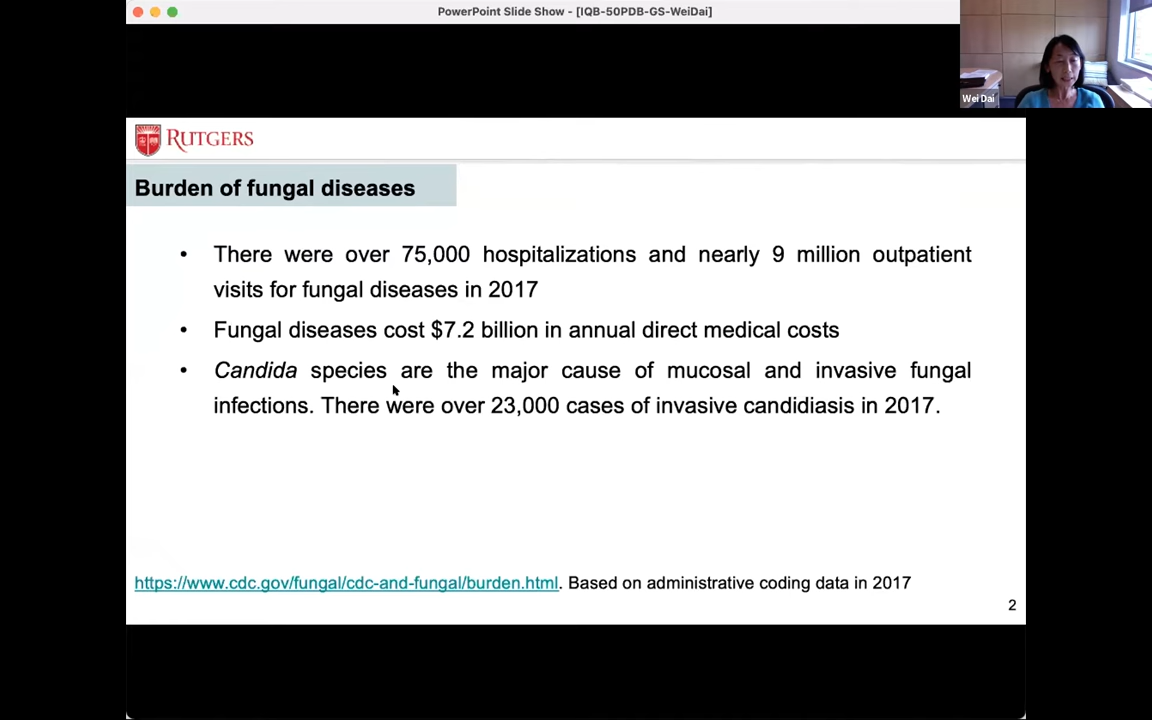 PowerPoint Slide Show - [IQB-50PDB-GS-WeiDai]
Wei Dai
RUTGERS
Burden of fungal diseases
• There were over 75,000 hospitalizations and nearly 9 million outpatient
visits for fungal diseases in 2017
• Fungal diseases cost $7.2 billion in annual direct medical costs
• Candida species are the major cause of mucosal and invasive fungal
infections. There were over 23,000 cases of invasive candidiasis in 2017.
https://www.cdc.gov/fungal/cdc-and-fungal/burden.html. Based on administrative coding data in 2017
2